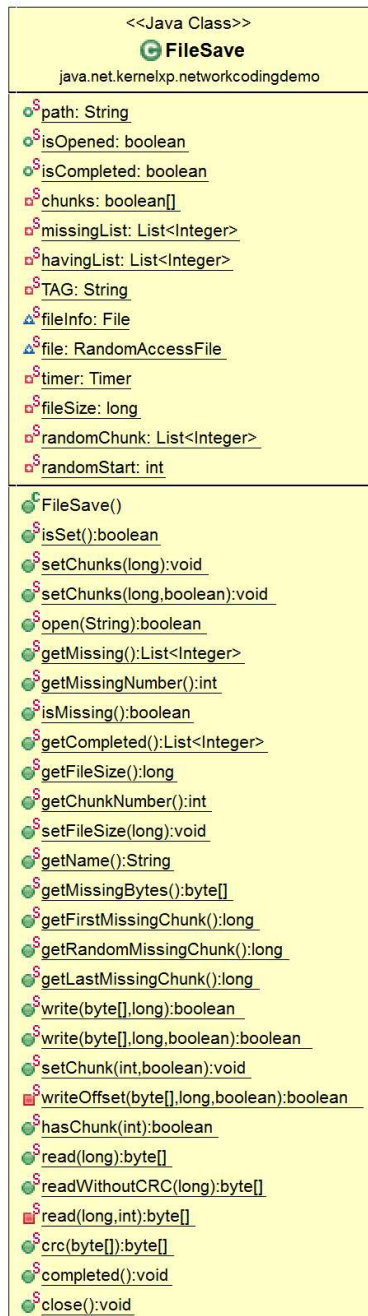 <<Java Class>>
C FileSave
java.net.kernelxp.networkcodingdemo
S path: String
S isOpened: boolean
S isCompleted: boolean
S chunks: boolean[]
S missingList: List<Integer>
S havingList: List<Integer>
S TAG: String
S fileInfo: File
S file: RandomAccessFile
S timer: Timer
S fileSize: long
S randomChunk: List<Integer>
S randomStart: int
C FileSave()
S isSet():boolean
S setChunks(long):void
S setChunks(long,boolean):void
S open(String):boolean
S getMissing():List<Integer>
S getMissingNumber():int
S isMissing():boolean
S getCompleted():List<Integer>
S getFileSize():long
S getChunkNumber():int
S setFileSize(long):void
S getName():String
S getMissingBytes():byte[]
S getFirstMissingChunk():long
S getRandomMissingChunk():long
S getLastMissingChunk():long
S write(byte[],long):boolean
S write(byte[],long,boolean):boolean
S setChunk(int,boolean):void
S writeOffset(byte[],long,boolean):boolean
S hasChunk(int):boolean
S read(long):byte[]
S readWithoutCRC(long):byte[]
S read(long,int):byte[]
S crc(byte[]):byte[]
S completed():void
S close():void